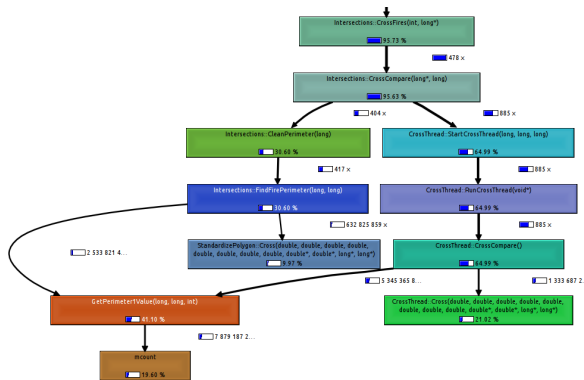 Intersections::CrossFires(int, long*)
95.73 %
478 x
Intersections::CrossCompare(long*, long)
95.63 %
404 x
885 x
Intersections::CleanPerimeter(long)
30.60 %
CrossThread::StartCrossThread(long, long, long)
64.99 %
417 x
885 x
Intersections::FindFirePerimeter(long, long)
30.60 %
CrossThread::RunCrossThread(void*)
64.99 %
632 825 859 x
885 x
2 533 821 4...
StandardizePolygon::Cross(double, double, double, double,
double, double, double, double, double*, double*, long*, long*)
9.97 %
CrossThread::CrossCompare()
64.99 %
5 345 365 8...
1 333 687 2...
GetPerimeter1Value(long, long, int)
41.10 %
CrossThread::Cross(double, double, double, double, double,
double, double, double, double*, double*, long*, long*)
21.02 %
7 879 187 2...
mcount
19.60 %